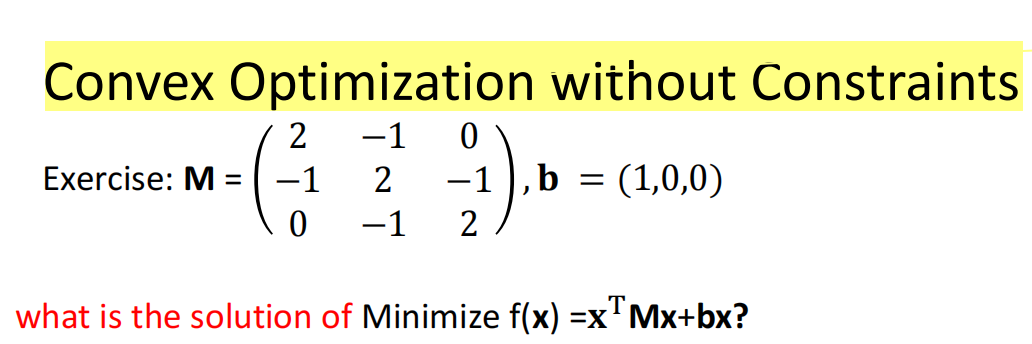 Convex Optimization without Constraints
2 −1 0
Exercise: M = ( −1 2 −1 ), b = (1,0,0)
0 −1 2
what is the solution of Minimize f(x) =xᵀMx+bx?